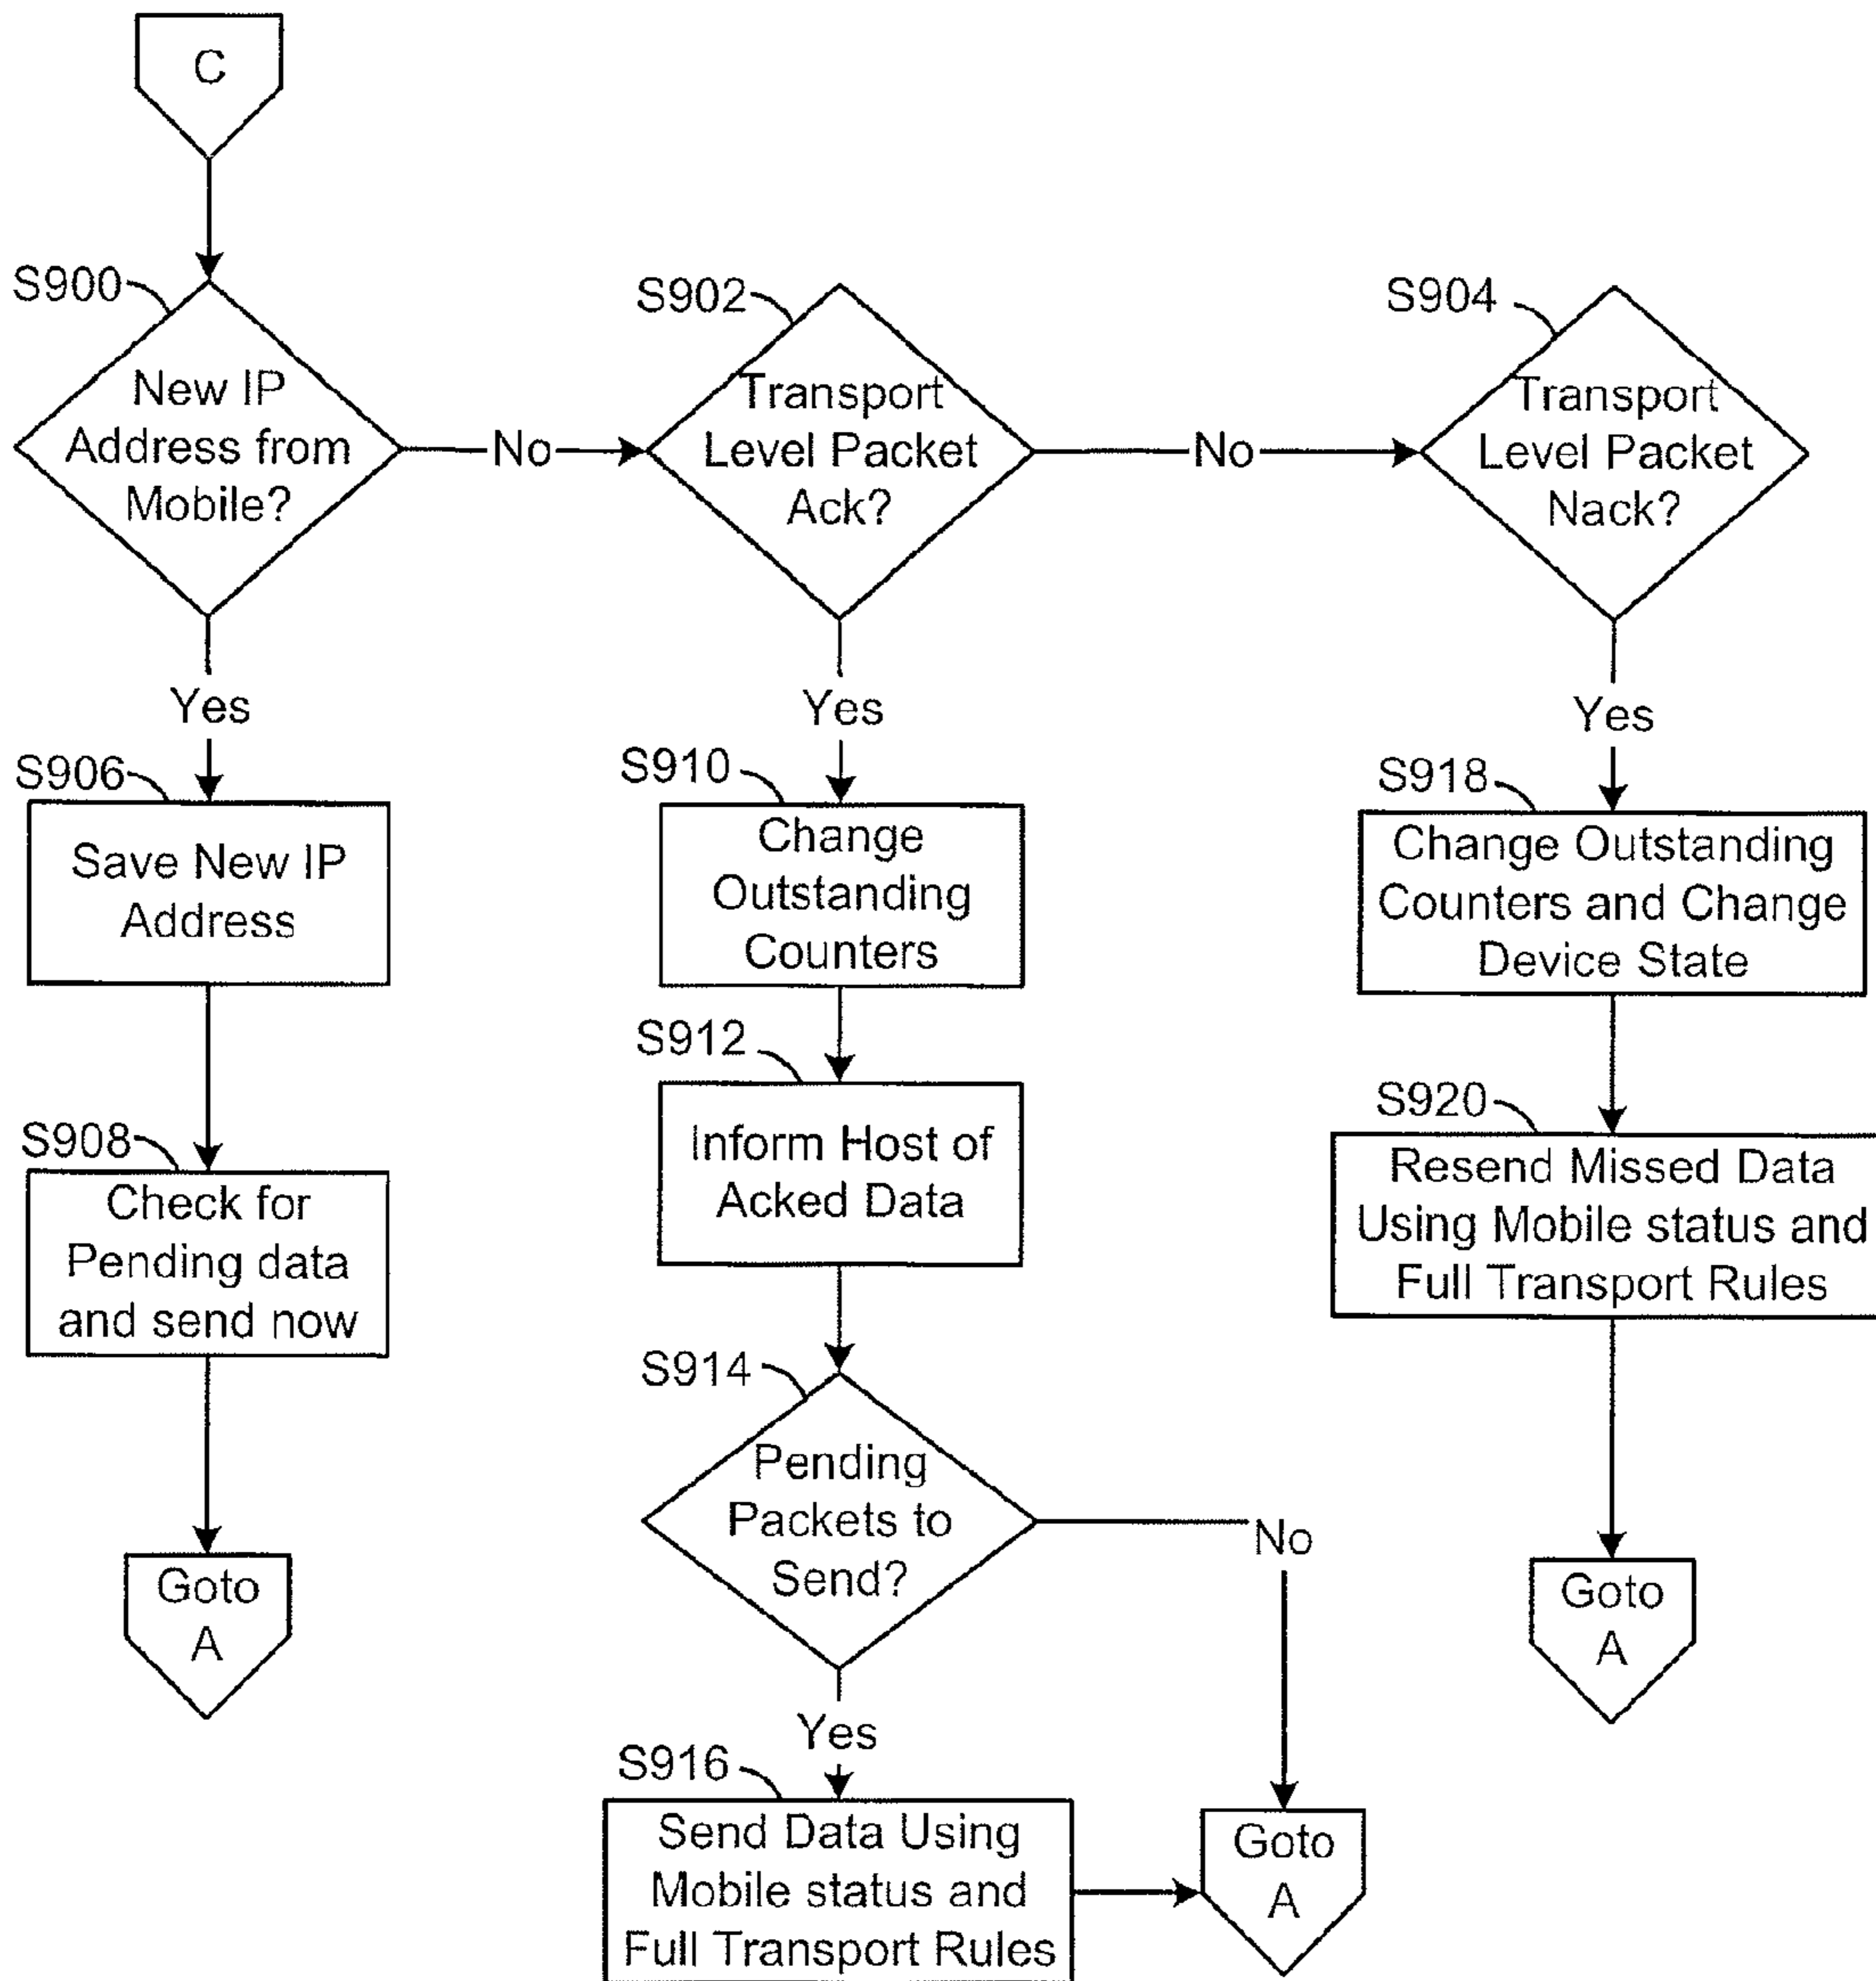 C
S900
New IP
Address from
Mobile?
No
S902
Transport
Level Packet
Ack?
No
S904
Transport
Level Packet
Nack?
Yes
S906
Save New IP
Address
S908
Check for
Pending data
and send now
Goto
A
Yes
S910
Change
Outstanding
Counters
S912
Inform Host of
Acked Data
S914
Pending
Packets to
Send?
No
Yes
S916
Send Data Using
Mobile status and
Full Transport Rules
Goto
A
Yes
S918
Change Outstanding
Counters and Change
Device State
S920
Resend Missed Data
Using Mobile status and
Full Transport Rules
Goto
A